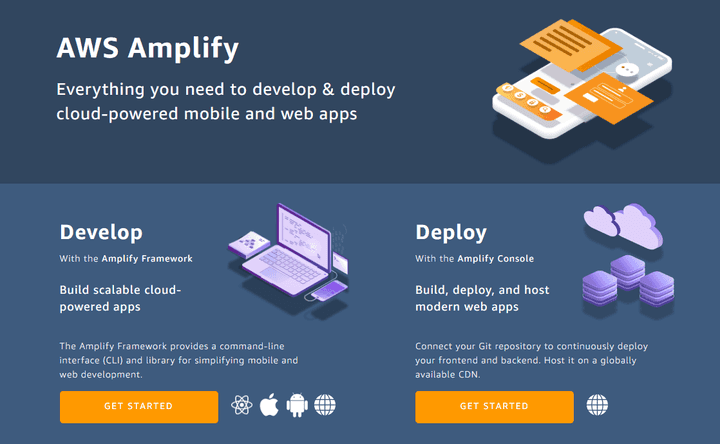 AWS Amplify
Everything you need to develop & deploy
cloud-powered mobile and web apps
Develop
With the Amplify Framework
Build scalable cloud-
powered apps
The Amplify Framework provides a command-line
interface (CLI) and library for simplifying mobile and
web development.
GET STARTED
Deploy
With the Amplify Console
Build, deploy, and host
modern web apps
Connect your Git repository to continuously deploy
your frontend and backend. Host it on a globally
available CDN.
GET STARTED